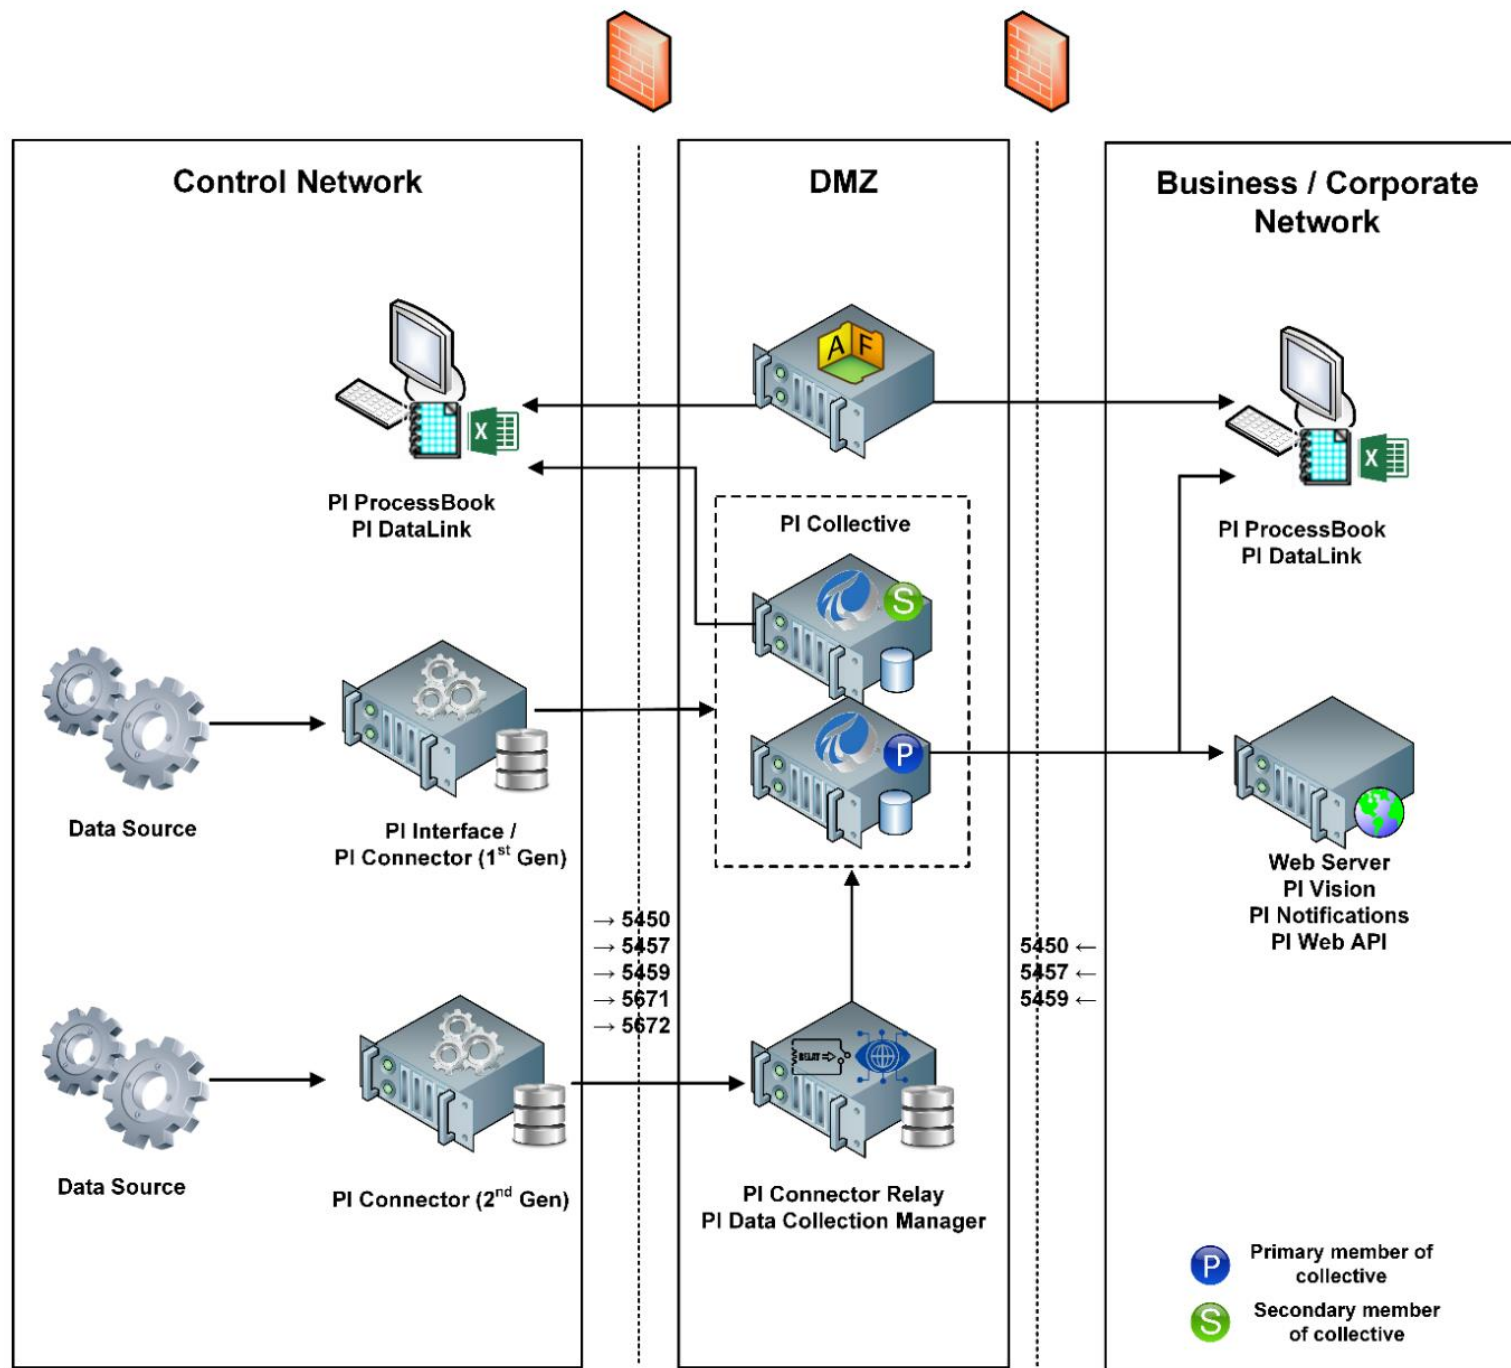 Control Network
DMZ
Business / Corporate
Network
A F
X
X
PI ProcessBook
PI DataLink
PI Collective
PI ProcessBook
PI DataLink
S
P
Data Source
PI Interface /
PI Connector (1st Gen)
Web Server
PI Vision
PI Notifications
PI Web API
→ 5450
→ 5457
→ 5459
→ 5671
→ 5672
5450 ←
5457 ←
5459 ←
RELAY
Data Source
PI Connector (2nd Gen)
PI Connector Relay
PI Data Collection Manager
P
Primary member of
collective
S
Secondary member
of collective